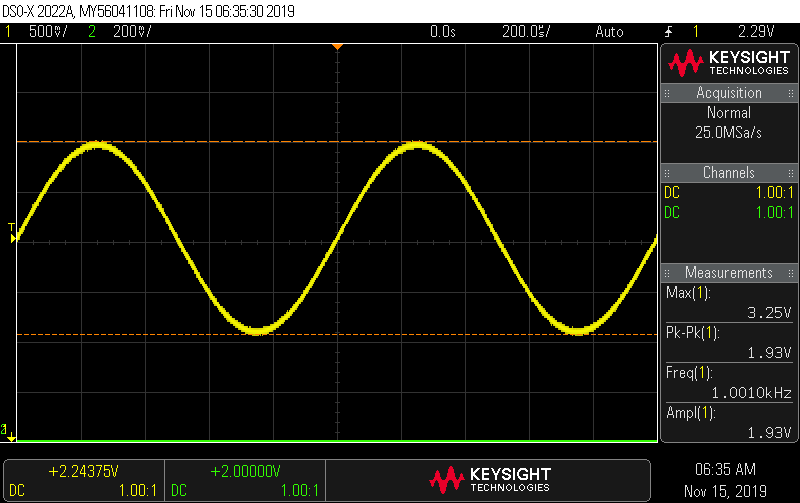 DSO-X 2022A, MY56041108: Fri Nov 15 06:35:30 2019
1 500mV/ 2 200mV/ 0.0s 200.0us/ Auto 1 2.29V
KEYSIGHT
TECHNOLOGIES
Acquisition
Normal
25.0MSa/s
Channels
DC 1.00:1
DC 1.00:1
Measurements
Max(1):
3.25V
Pk-Pk(1):
1.93V
Freq(1):
1.0010kHz
Ampl(1):
1.93V
T
2
+2.24375V
DC 1.00:1
+2.00000V
DC 1.00:1
KEYSIGHT
TECHNOLOGIES
06:35 AM
Nov 15, 2019